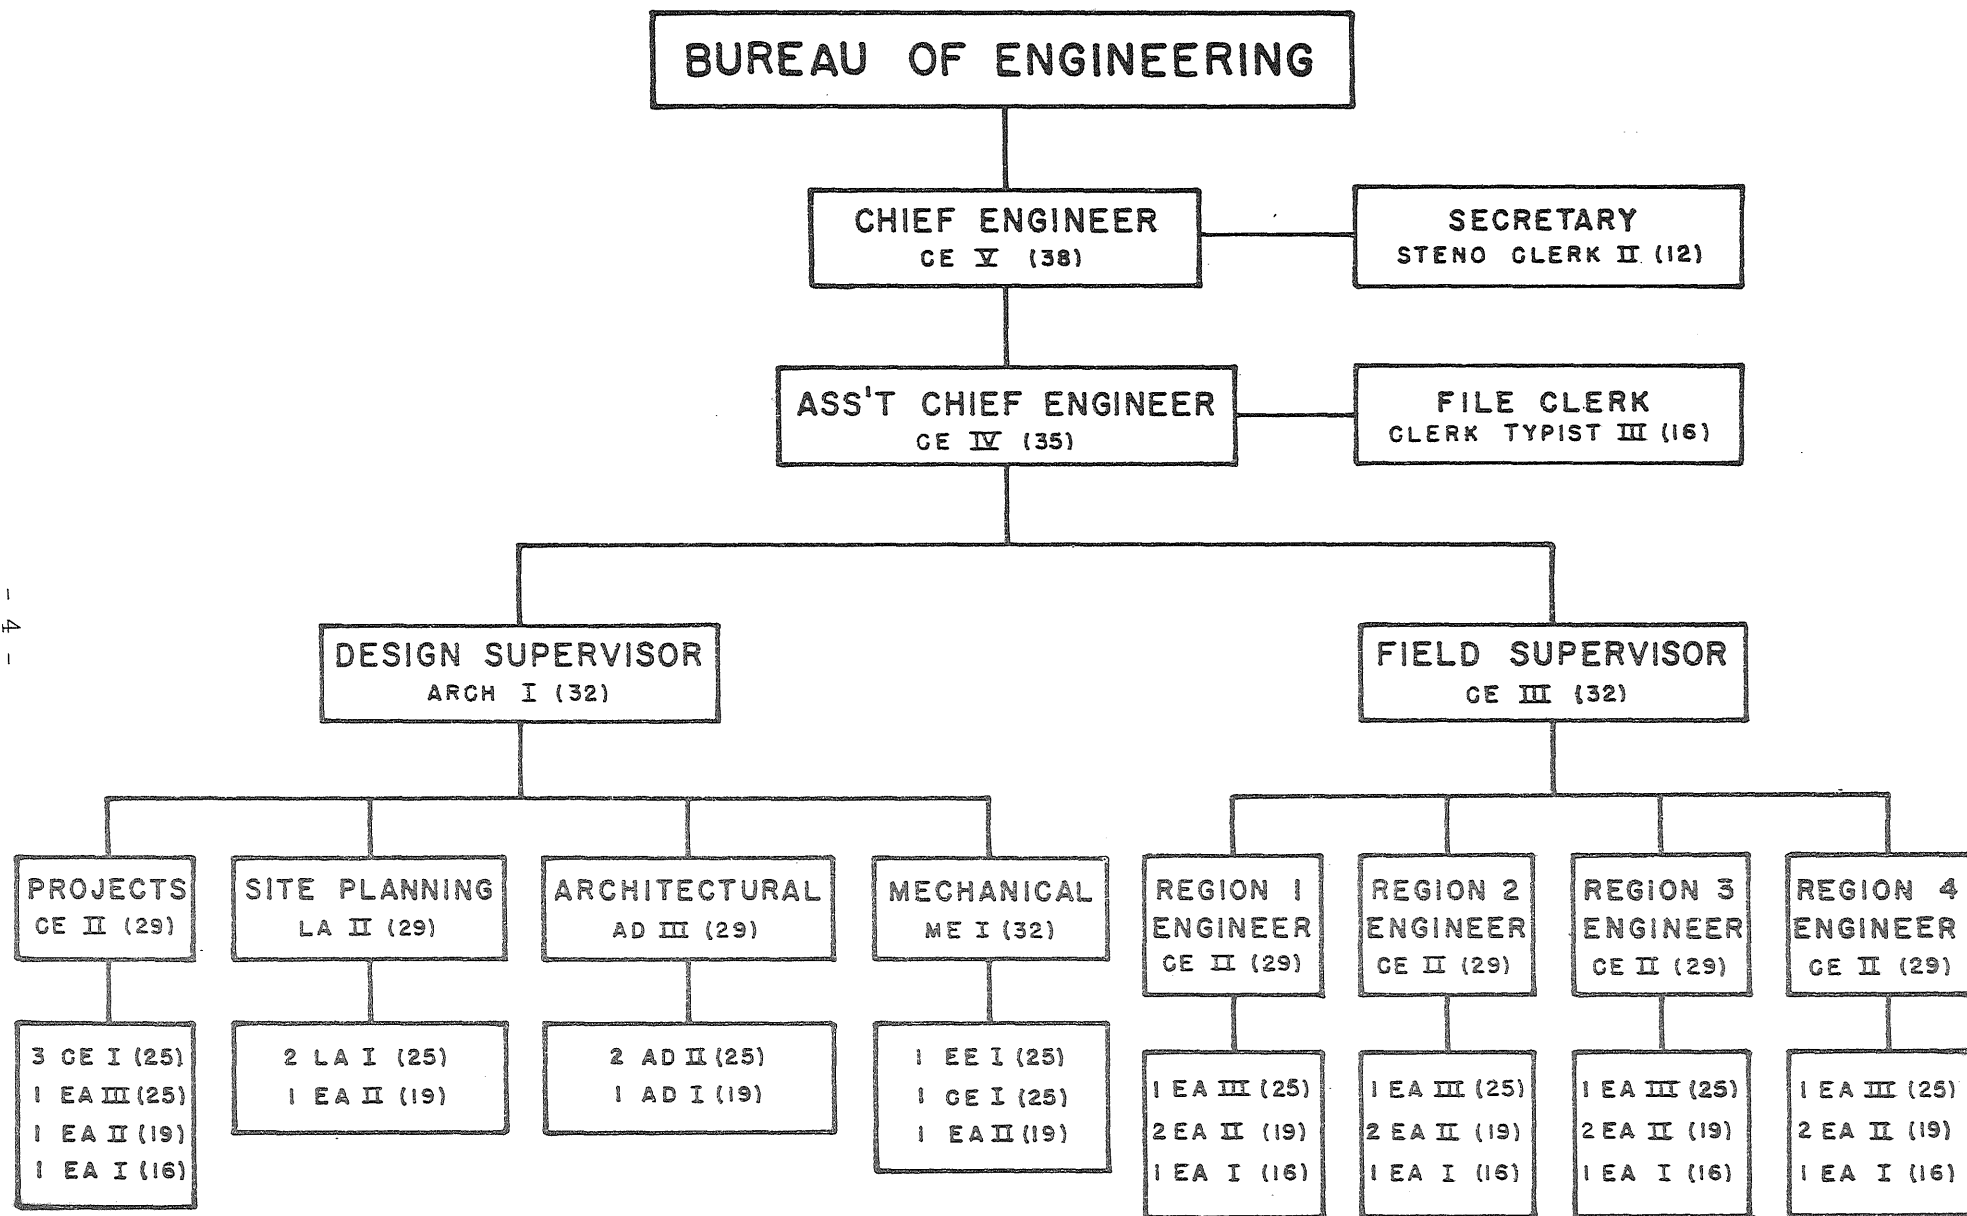 BUREAU OF ENGINEERING
CHIEF ENGINEER
CE V (38)
SECRETARY
STENO CLERK II (12)
ASS'T CHIEF ENGINEER
CE IV (35)
FILE CLERK
CLERK TYPIST III (16)
- 4 -
DESIGN SUPERVISOR
ARCH I (32)
FIELD SUPERVISOR
CE III (32)
PROJECTS
CE II (29)
SITE PLANNING
LA II (29)
ARCHITECTURAL
AD III (29)
MECHANICAL
ME I (32)
REGION 1
ENGINEER
CE II (29)
REGION 2
ENGINEER
CE II (29)
REGION 3
ENGINEER
CE II (29)
REGION 4
ENGINEER
CE II (29)
3 CE I (25)
1 EA III (25)
1 EA II (19)
1 EA I (16)
2 LA I (25)
1 EA II (19)
2 AD II (25)
1 AD I (19)
1 EE I (25)
1 CE I (25)
1 EA II (19)
1 EA III (25)
2 EA II (19)
1 EA I (16)
1 EA III (25)
2 EA II (19)
1 EA I (16)
1 EA III (25)
2 EA II (19)
1 EA I (16)
1 EA III (25)
2 EA II (19)
1 EA I (16)